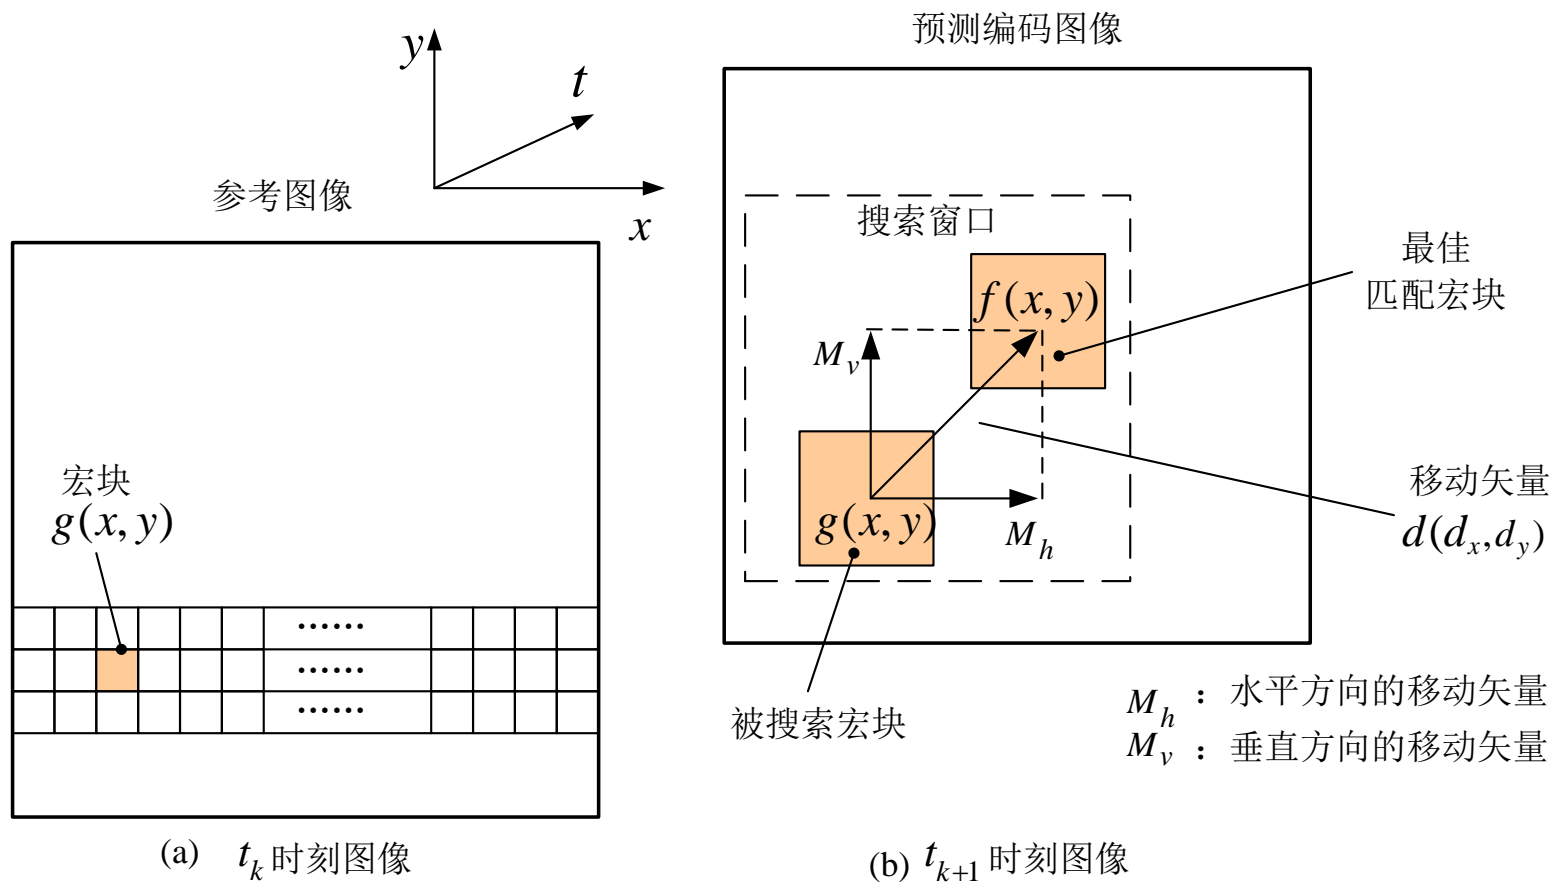 预测编码图像
y
t
参考图像
x
搜索窗口
最佳
匹配宏块
f(x, y)
M_v
宏块
g(x, y)
移动矢量
d(d_x,d_y)
g(x, y)
M_h
······
······
······
被搜索宏块
M_h ：水平方向的移动矢量
M_v ：垂直方向的移动矢量
(a) t_k 时刻图像
(b) t_{k+1} 时刻图像